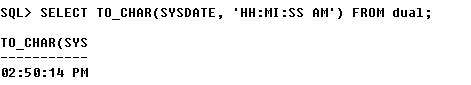 SQL> SELECT TO_CHAR(SYSDATE, 'HH:MI:SS AM') FROM dual;
TO_CHAR(SYS
-----------
02:50:14 PM